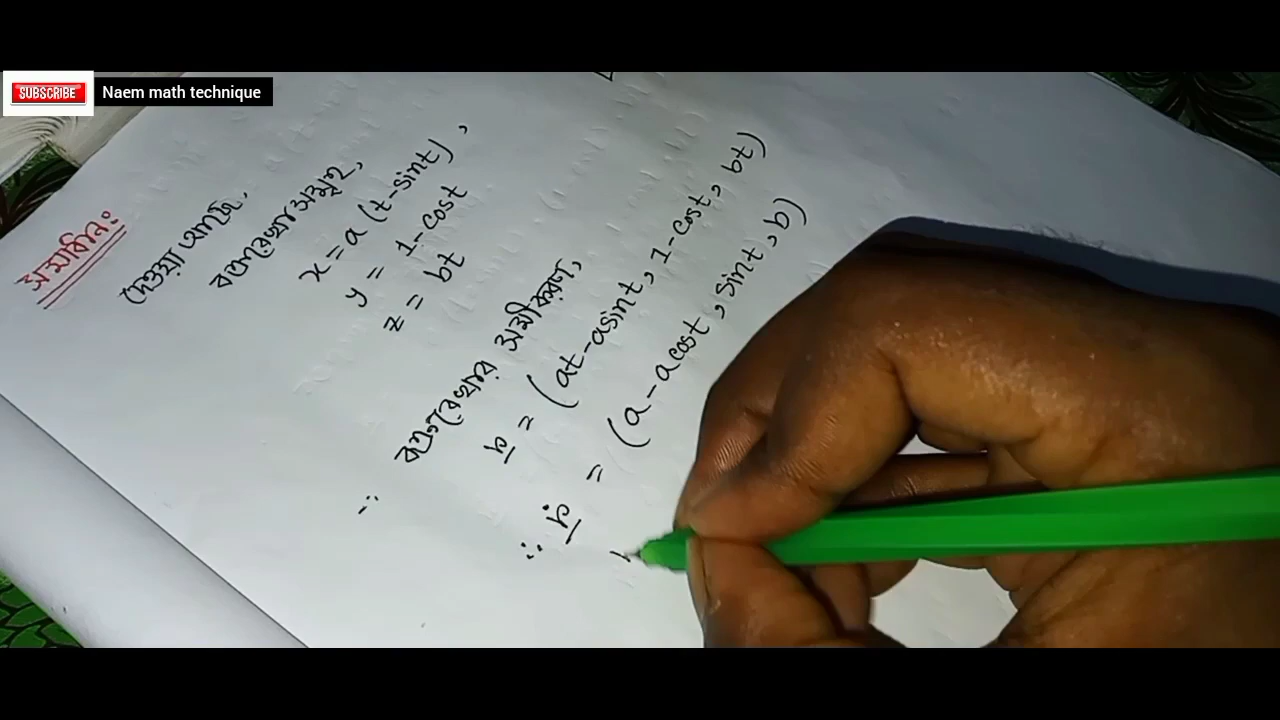 SUBSCRIBE
Naem math technique
সমাধান:
দেওয়া আছে,
বক্ররেখাসমূহ,
x = a (t-sint),
y = 1-cost
z = bt
∴ বক্ররেখার সমীকরণ,
r = (at-asint, 1-cost, bt)
∴ ṙ = (a-acost, sint, b)